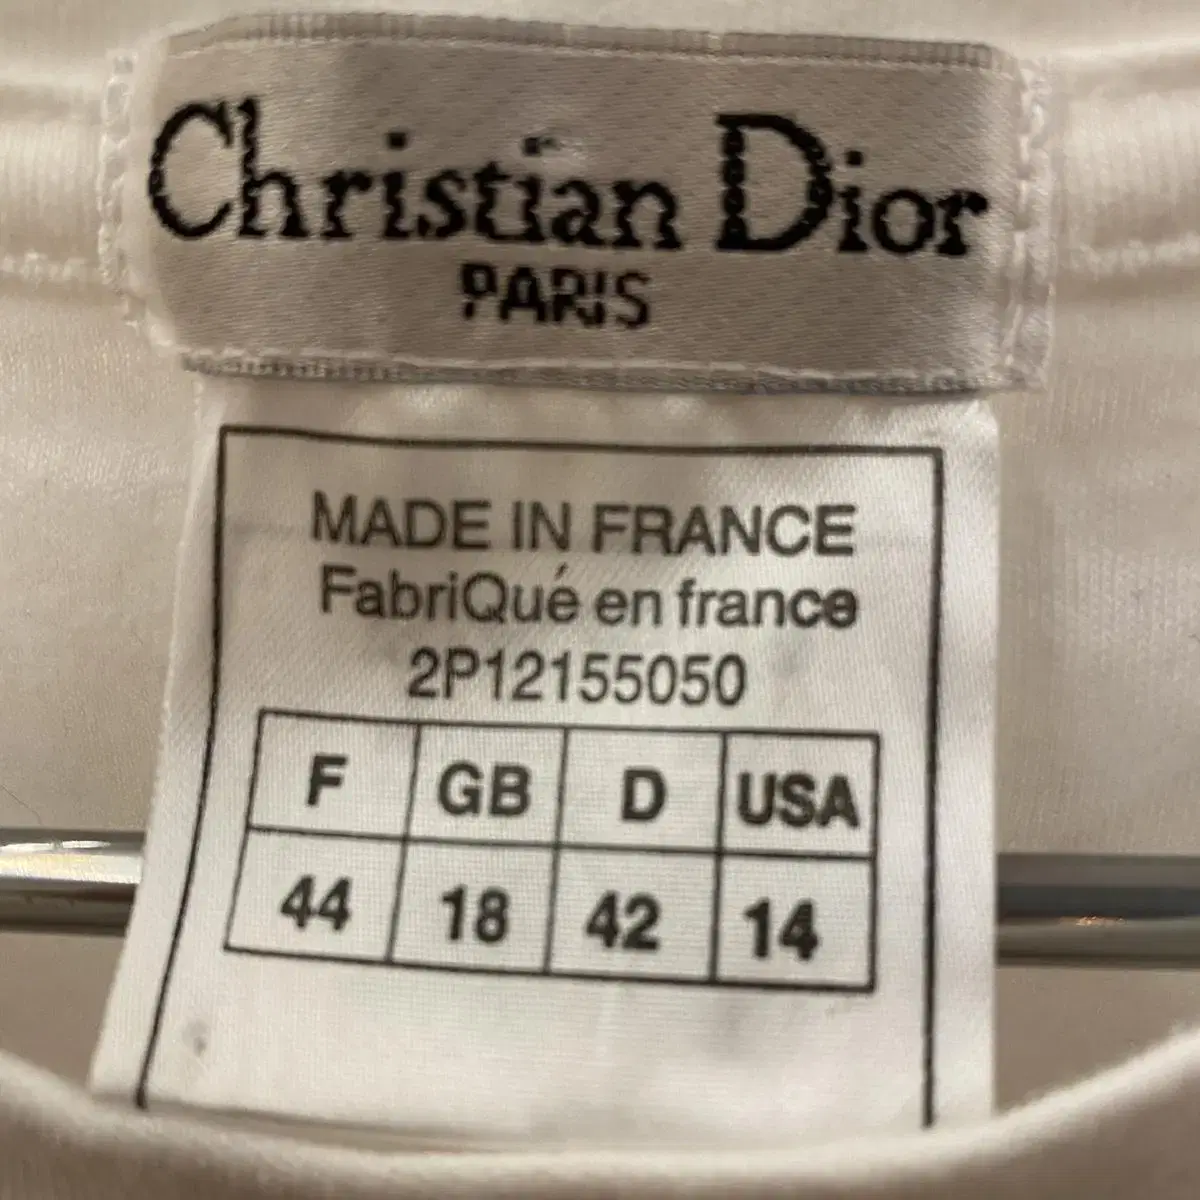 Christian Dior
PARIS
MADE IN FRANCE
FabriQué en france
2P12155050
F GB D USA
44 18 42 14